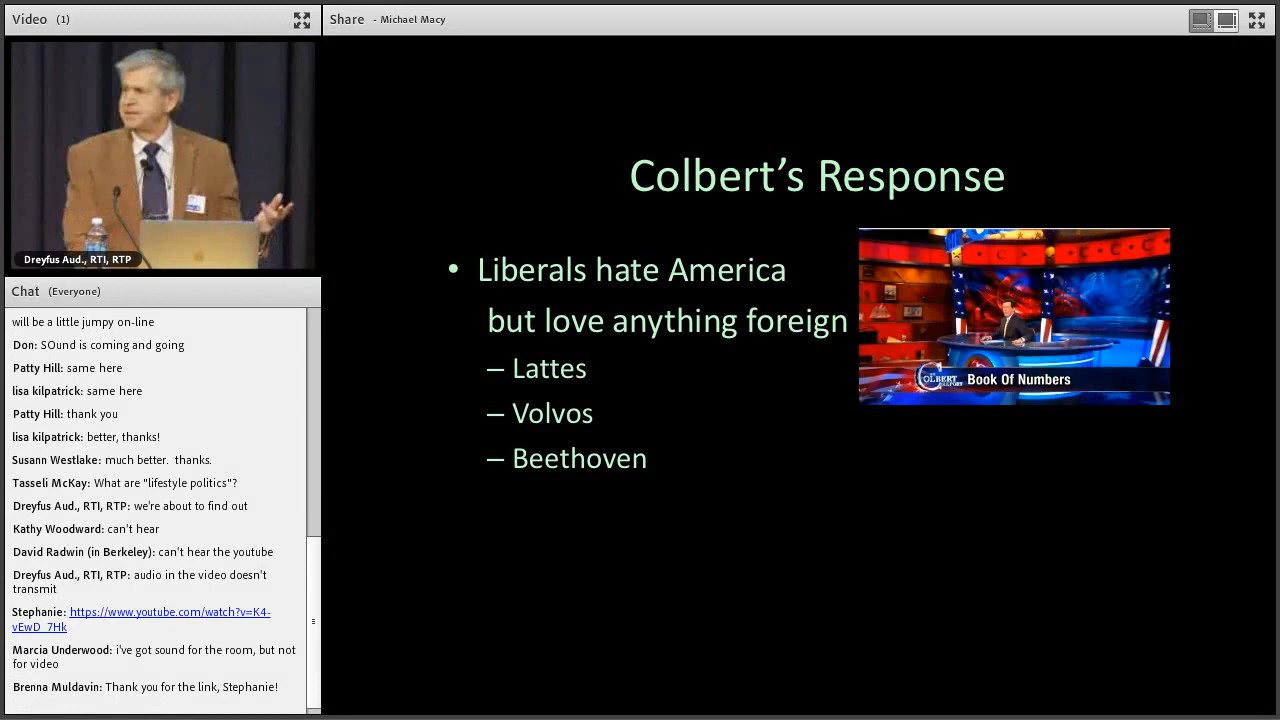 Video (1)
Share - Michael Macy
Dreyfus Aud., RTI, RTP
Chat (Everyone)
will be a little jumpy on-line
Don: SOund is coming and going
Patty Hill: same here
lisa kilpatrick: same here
Patty Hill: thank you
lisa kilpatrick: better, thanks!
Susann Westlake: much better. thanks.
Tasseli McKay: What are "lifestyle politics"?
Dreyfus Aud., RTI, RTP: we're about to find out
Kathy Woodward: can't hear
David Radwin (in Berkeley): can't hear the youtube
Dreyfus Aud., RTI, RTP: audio in the video doesn't
transmit
Stephanie: https://www.youtube.com/watch?v=K4-
vEwD_7Hk
Marcia Underwood: i've got sound for the room, but not
for video
Brenna Muldavin: Thank you for the link, Stephanie!
Colbert's Response
• Liberals hate America
but love anything foreign
– Lattes
– Volvos
– Beethoven
COLBERT REPORT
Book Of Numbers